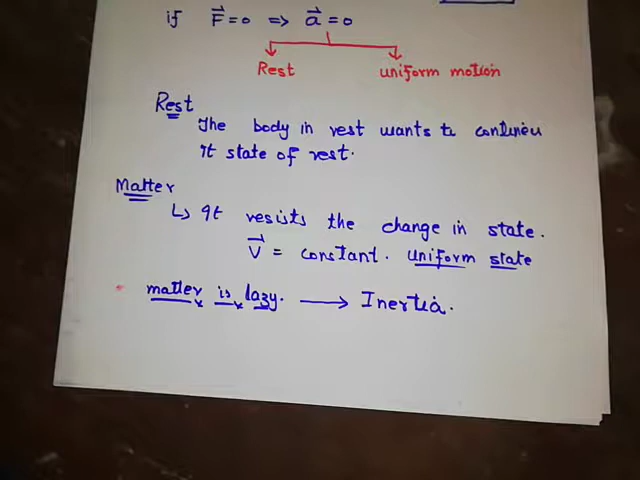 if F⃗ = 0 ⇒ a⃗ = 0
Rest uniform motion
Rest
The body in rest wants to continueu
It state of rest.
Matter
↳ It resists the change in state.
V⃗ = constant. uniform state
matter is lazy. ⟶ Inertia.